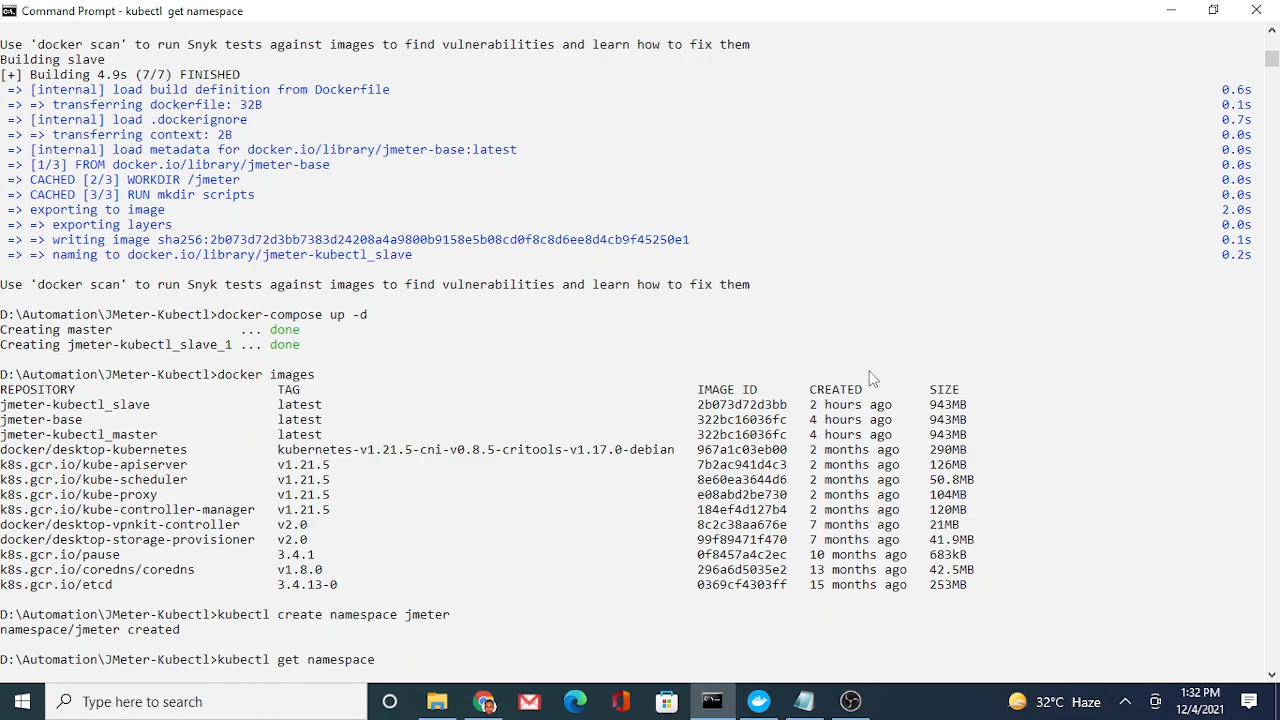 Command Prompt - kubectl  get namespace
Use 'docker scan' to run Snyk tests against images to find vulnerabilities and learn how to fix them
Building slave
[+] Building 4.9s (7/7) FINISHED
=> [internal] load build definition from Dockerfile 0.6s
=> => transferring dockerfile: 32B 0.1s
=> [internal] load .dockerignore 0.7s
=> => transferring context: 2B 0.0s
=> [internal] load metadata for docker.io/library/jmeter-base:latest 0.0s
=> [1/3] FROM docker.io/library/jmeter-base 0.0s
=> CACHED [2/3] WORKDIR /jmeter 0.0s
=> CACHED [3/3] RUN mkdir scripts 0.0s
=> exporting to image 2.0s
=> => exporting layers 0.0s
=> => writing image sha256:2b073d72d3bb7383d24208a4a9800b9158e5b08cd0f8c8d6ee8d4cb9f45250e1 0.1s
=> => naming to docker.io/library/jmeter-kubectl_slave 0.2s
Use 'docker scan' to run Snyk tests against images to find vulnerabilities and learn how to fix them
D:\Automation\JMeter-Kubectl>docker-compose up -d
Creating master ... done
Creating jmeter-kubectl_slave_1 ... done
D:\Automation\JMeter-Kubectl>docker images
REPOSITORY TAG IMAGE ID CREATED SIZE
jmeter-kubectl_slave latest 2b073d72d3bb 2 hours ago 943MB
jmeter-base latest 322bc16036fc 4 hours ago 943MB
jmeter-kubectl_master latest 322bc16036fc 4 hours ago 943MB
docker/desktop-kubernetes kubernetes-v1.21.5-cni-v0.8.5-critools-v1.17.0-debian 967a1c03eb00 2 months ago 290MB
k8s.gcr.io/kube-apiserver v1.21.5 7b2ac941d4c3 2 months ago 126MB
k8s.gcr.io/kube-scheduler v1.21.5 8e60ea3644d6 2 months ago 50.8MB
k8s.gcr.io/kube-proxy v1.21.5 e08abd2be730 2 months ago 104MB
k8s.gcr.io/kube-controller-manager v1.21.5 184ef4d127b4 2 months ago 120MB
docker/desktop-vpnkit-controller v2.0 8c2c38aa676e 7 months ago 21MB
docker/desktop-storage-provisioner v2.0 99f89471f470 7 months ago 41.9MB
k8s.gcr.io/pause 3.4.1 0f8457a4c2ec 10 months ago 683kB
k8s.gcr.io/coredns/coredns v1.8.0 296a6d5035e2 13 months ago 42.5MB
k8s.gcr.io/etcd 3.4.13-0 0369cf4303ff 15 months ago 253MB
D:\Automation\JMeter-Kubectl>kubectl create namespace jmeter
namespace/jmeter created
D:\Automation\JMeter-Kubectl>kubectl get namespace
Type here to search
32°C Haze
1:32 PM
12/4/2021